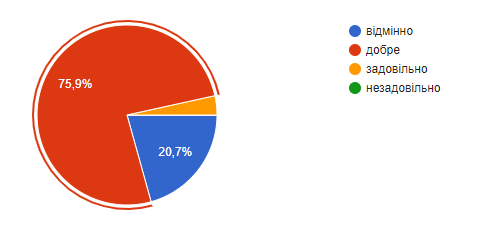 відмінно
добре
задовільно
незадовільно
75,9%
20,7%